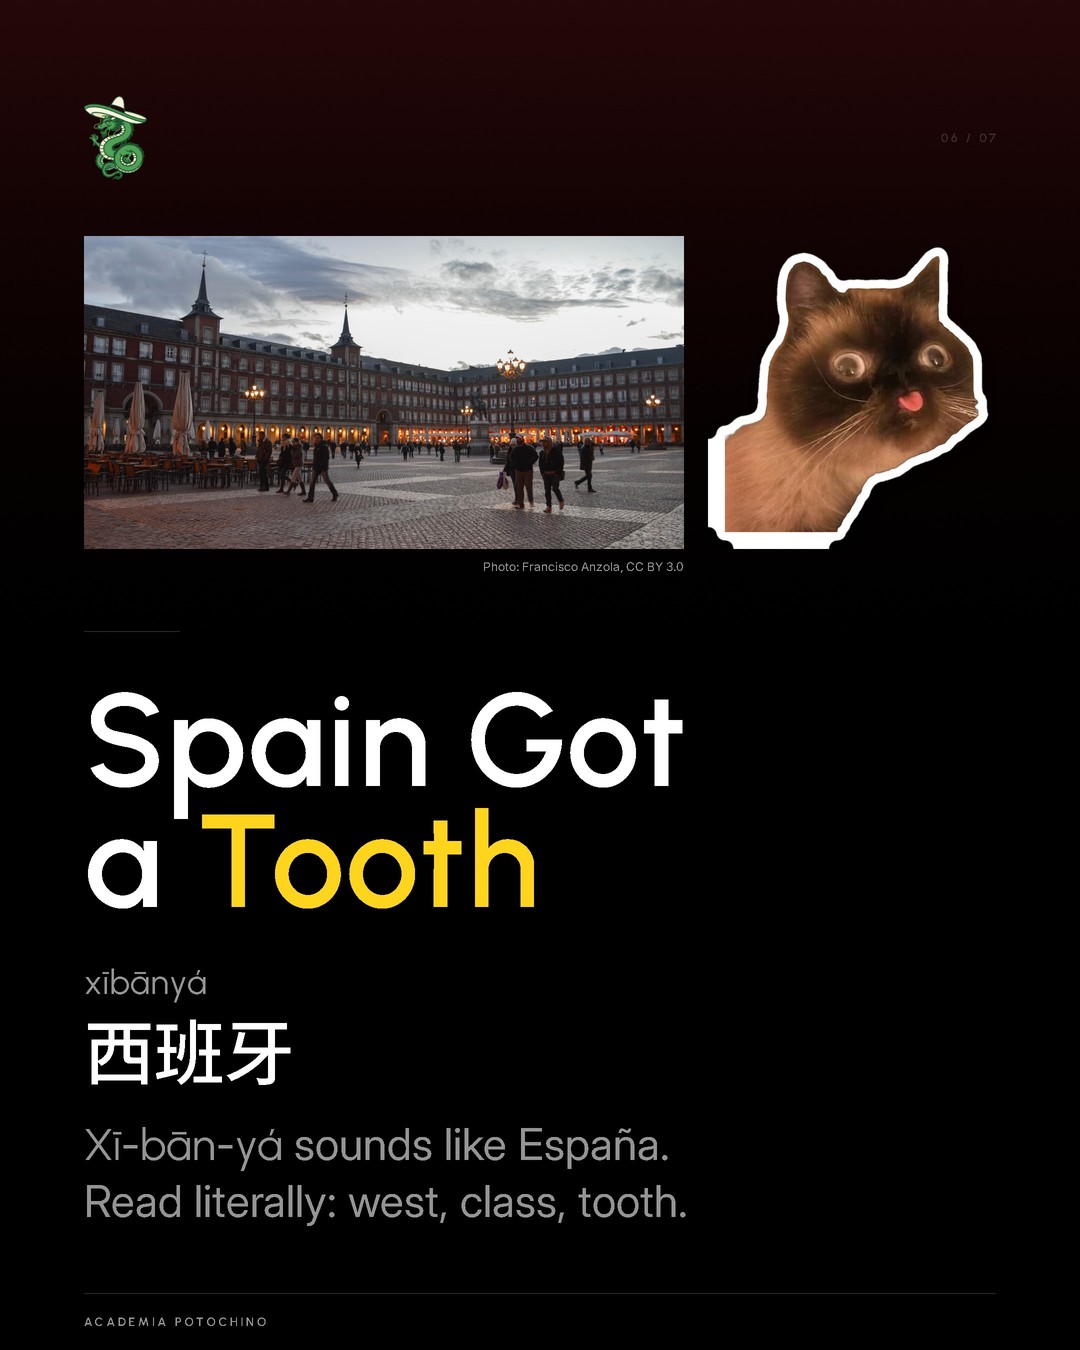 06 / 07
Photo: Francisco Anzola, CC BY 3.0
Spain Got
a Tooth
xībānyá
西班牙
Xī-bān-yá sounds like España.
Read literally: west, class, tooth.
ACADEMIA POTOCHINO